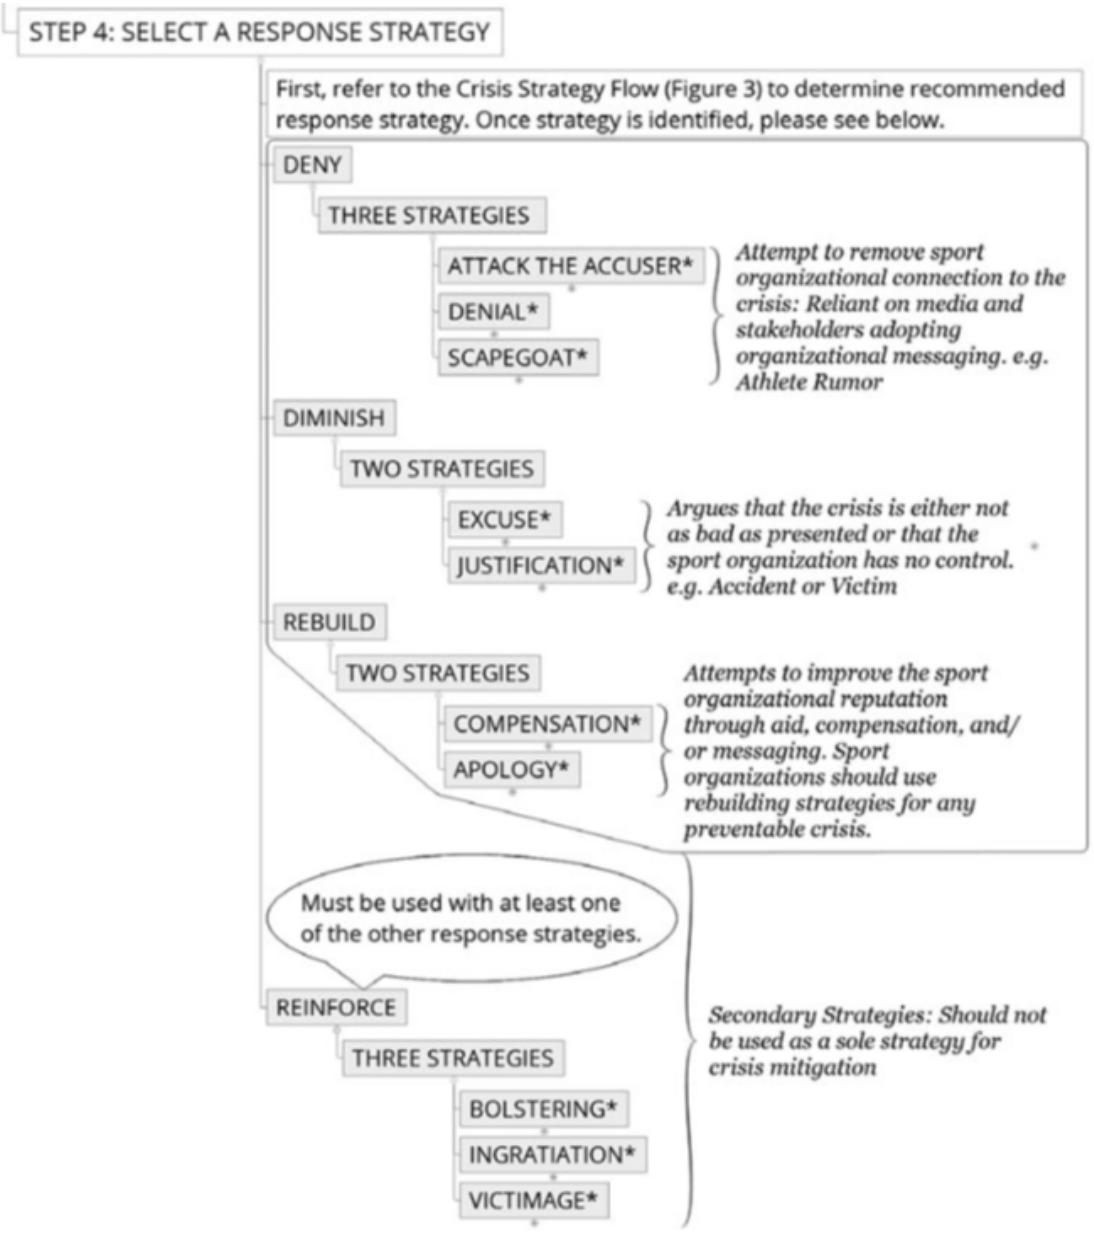 STEP 4: SELECT A RESPONSE STRATEGY
First, refer to the Crisis Strategy Flow (Figure 3) to determine recommended
response strategy. Once strategy is identified, please see below.
DENY
THREE STRATEGIES
ATTACK THE ACCUSER*
DENIAL*
SCAPEGOAT*
Attempt to remove sport
organizational connection to the
crisis: Reliant on media and
stakeholders adopting
organizational messaging. e.g.
Athlete Rumor
DIMINISH
TWO STRATEGIES
EXCUSE*
JUSTIFICATION*
Argues that the crisis is either not
as bad as presented or that the
sport organization has no control.
e.g. Accident or Victim
REBUILD
TWO STRATEGIES
COMPENSATION*
APOLOGY*
Attempts to improve the sport
organizational reputation
through aid, compensation, and/
or messaging. Sport
organizations should use
rebuilding strategies for any
preventable crisis.
Must be used with at least one
of the other response strategies.
REINFORCE
THREE STRATEGIES
BOLSTERING*
INGRATIATION*
VICTIMAGE*
Secondary Strategies: Should not
be used as a sole strategy for
crisis mitigation